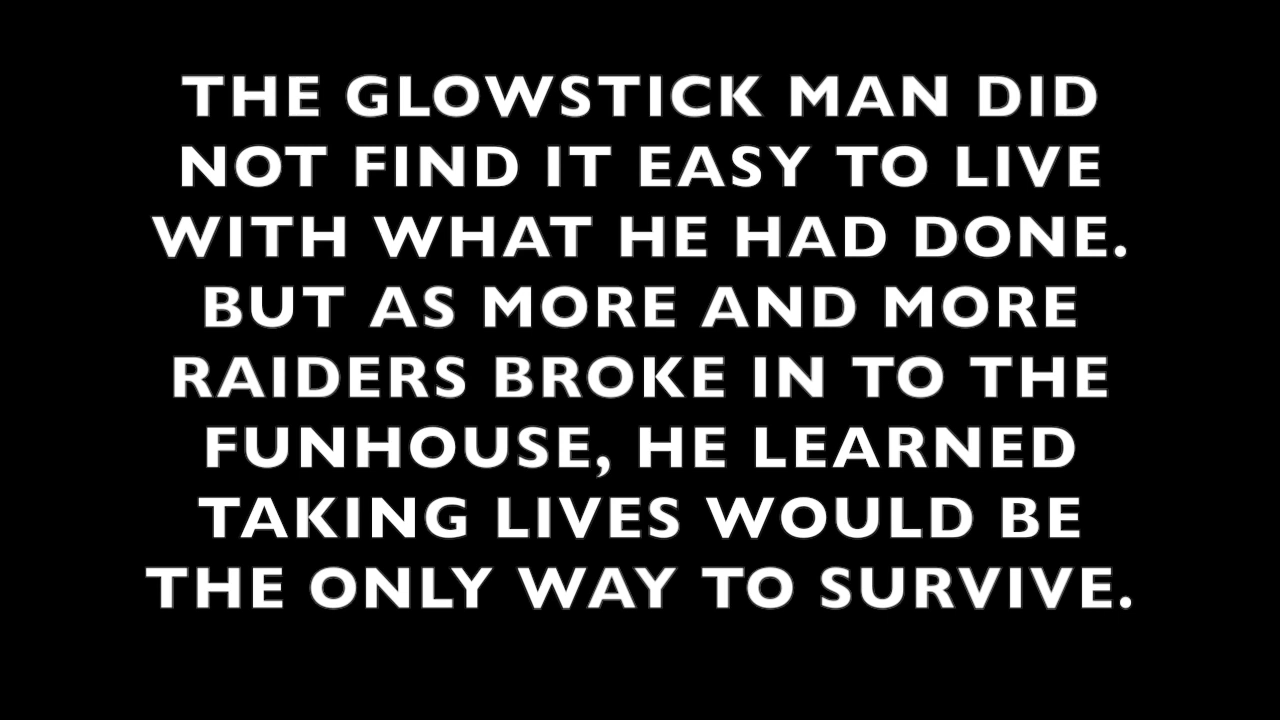 THE GLOWSTICK MAN DID
NOT FIND IT EASY TO LIVE
WITH WHAT HE HAD DONE.
BUT AS MORE AND MORE
RAIDERS BROKE IN TO THE
FUNHOUSE, HE LEARNED
TAKING LIVES WOULD BE
THE ONLY WAY TO SURVIVE.